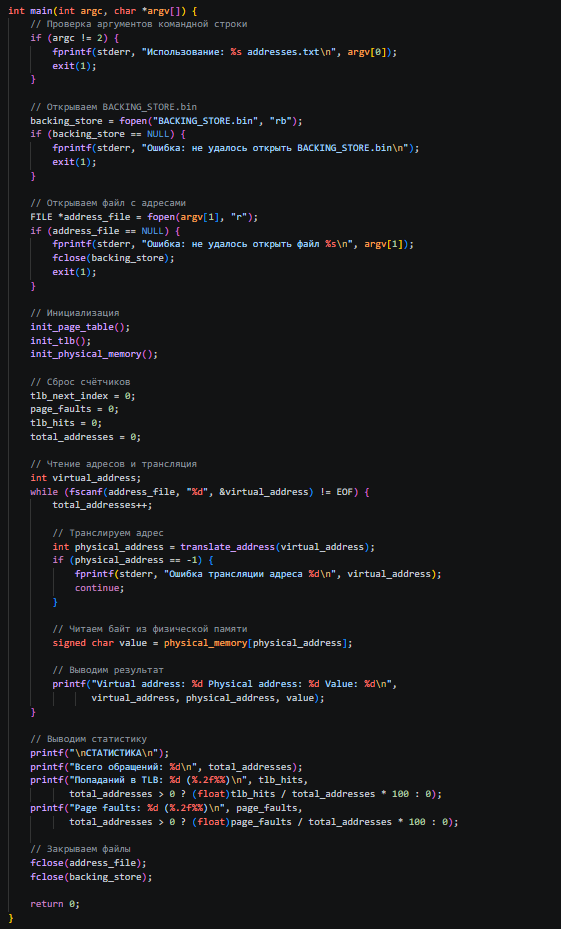 int main(int argc, char *argv[]) {
    // Проверка аргументов командной строки
    if (argc != 2) {
        fprintf(stderr, "Использование: %s addresses.txt\n", argv[0]);
        exit(1);
    }

    // Открываем BACKING_STORE.bin
    backing_store = fopen("BACKING_STORE.bin", "rb");
    if (backing_store == NULL) {
        fprintf(stderr, "Ошибка: не удалось открыть BACKING_STORE.bin\n");
        exit(1);
    }

    // Открываем файл с адресами
    FILE *address_file = fopen(argv[1], "r");
    if (address_file == NULL) {
        fprintf(stderr, "Ошибка: не удалось открыть файл %s\n", argv[1]);
        fclose(backing_store);
        exit(1);
    }

    // Инициализация
    init_page_table();
    init_tlb();
    init_physical_memory();

    // Сброс счётчиков
    tlb_next_index = 0;
    page_faults = 0;
    tlb_hits = 0;
    total_addresses = 0;

    // Чтение адресов и трансляция
    int virtual_address;
    while (fscanf(address_file, "%d", &virtual_address) != EOF) {
        total_addresses++;

        // Транслируем адрес
        int physical_address = translate_address(virtual_address);
        if (physical_address == -1) {
            fprintf(stderr, "Ошибка трансляции адреса %d\n", virtual_address);
            continue;
        }

        // Читаем байт из физической памяти
        signed char value = physical_memory[physical_address];

        // Выводим результат
        printf("Virtual address: %d Physical address: %d Value: %d\n",
               virtual_address, physical_address, value);
    }

    // Выводим статистику
    printf("\nСТАТИСТИКА\n");
    printf("Всего обращений: %d\n", total_addresses);
    printf("Попаданий в TLB: %d (%.2f%%)\n", tlb_hits,
           total_addresses > 0 ? (float)tlb_hits / total_addresses * 100 : 0);
    printf("Page faults: %d (%.2f%%)\n", page_faults,
           total_addresses > 0 ? (float)page_faults / total_addresses * 100 : 0);

    // Закрываем файлы
    fclose(address_file);
    fclose(backing_store);

    return 0;
}